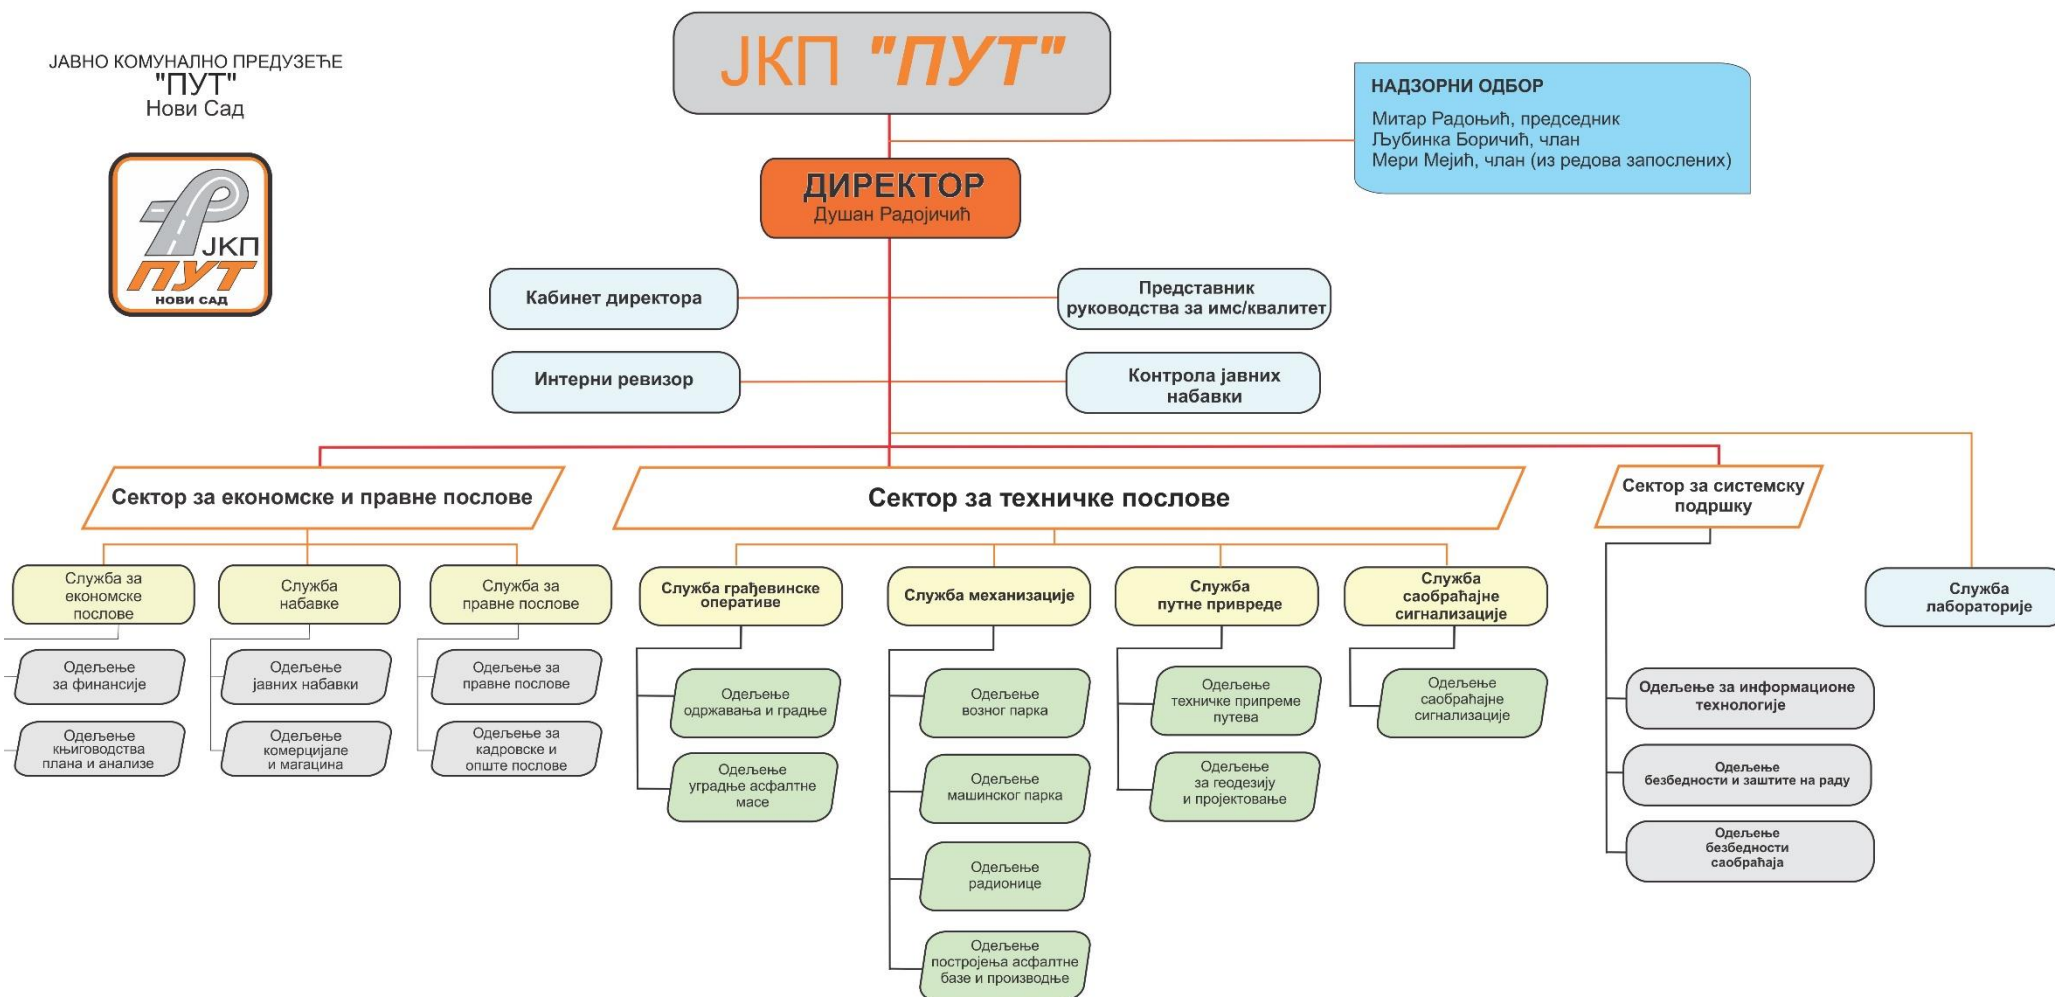 ЈАВНО КОМУНАЛНО ПРЕДУЗЕЋЕ
"ПУТ"
Нови Сад
ЈКП
ПУТ
НОВИ САД
ЈКП "ПУТ"
НАДЗОРНИ ОДБОР
Митар Радоњић, председник
Љубинка Боричић, члан
Мери Мејић, члан (из редова запослених)
ДИРЕКТОР
Душан Радојичић
Кабинет директора
Представник
руководства за имс/квалитет
Интерни ревизор
Контрола јавних
набавки
Сектор за економске и правне послове
Сектор за техничке послове
Сектор за системску
подршку
Служба за
економске
послове
Служба
набавке
Служба за
правне послове
Служба грађевинске
оперативе
Служба механизације
Служба
путне привреде
Служба
саобраћајне
сигнализације
Служба
лабораторије
Одељење
за финансије
Одељење
књиговодства
плана и анализе
Одељење
јавних набавки
Одељење
комерцијале
и магацина
Одељење за
правне послове
Одељење за
кадровске и
опште послове
Одељење
одржавања и градње
Одељење
уградње асфалтне
масе
Одељење
возног парка
Одељење
машинског парка
Одељење
радионице
Одељење
постројења асфалтне
базе и производње
Одељење
техничке припреме
путева
Одељење
за геодезију
и пројектовање
Одељење
саобраћајне
сигнализације
Одељење за информационе
технологије
Одељење
безбедности и заштите на раду
Одељење
безбедности
саобраћаја